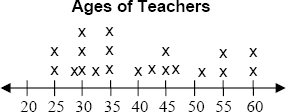 Ages of Teachers
x x x
x x x x x x
x x x x x x x x x x x
20 25 30 35 40 45 50 55 60